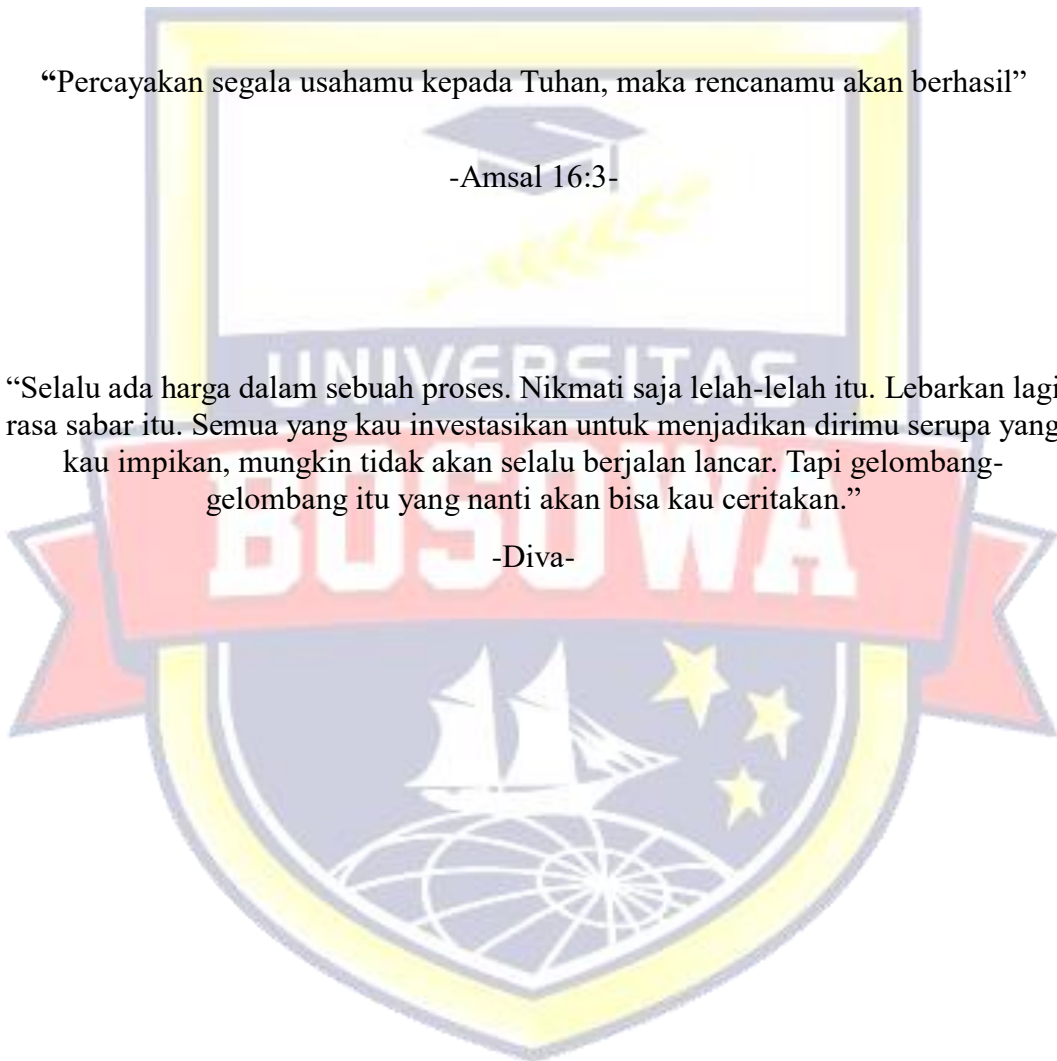 “Percayakan segala usahamu kepada Tuhan, maka rencanamu akan berhasil”
-Amsal 16:3-
UNIVERSITAS
“Selalu ada harga dalam sebuah proses. Nikmati saja lelah-lelah itu. Lebarkan lagi
rasa sabar itu. Semua yang kau investasikan untuk menjadikan dirimu serupa yang
kau impikan, mungkin tidak akan selalu berjalan lancar. Tapi gelombang-
gelombang itu yang nanti akan bisa kau ceritakan.”
BOSOWA
-Diva-